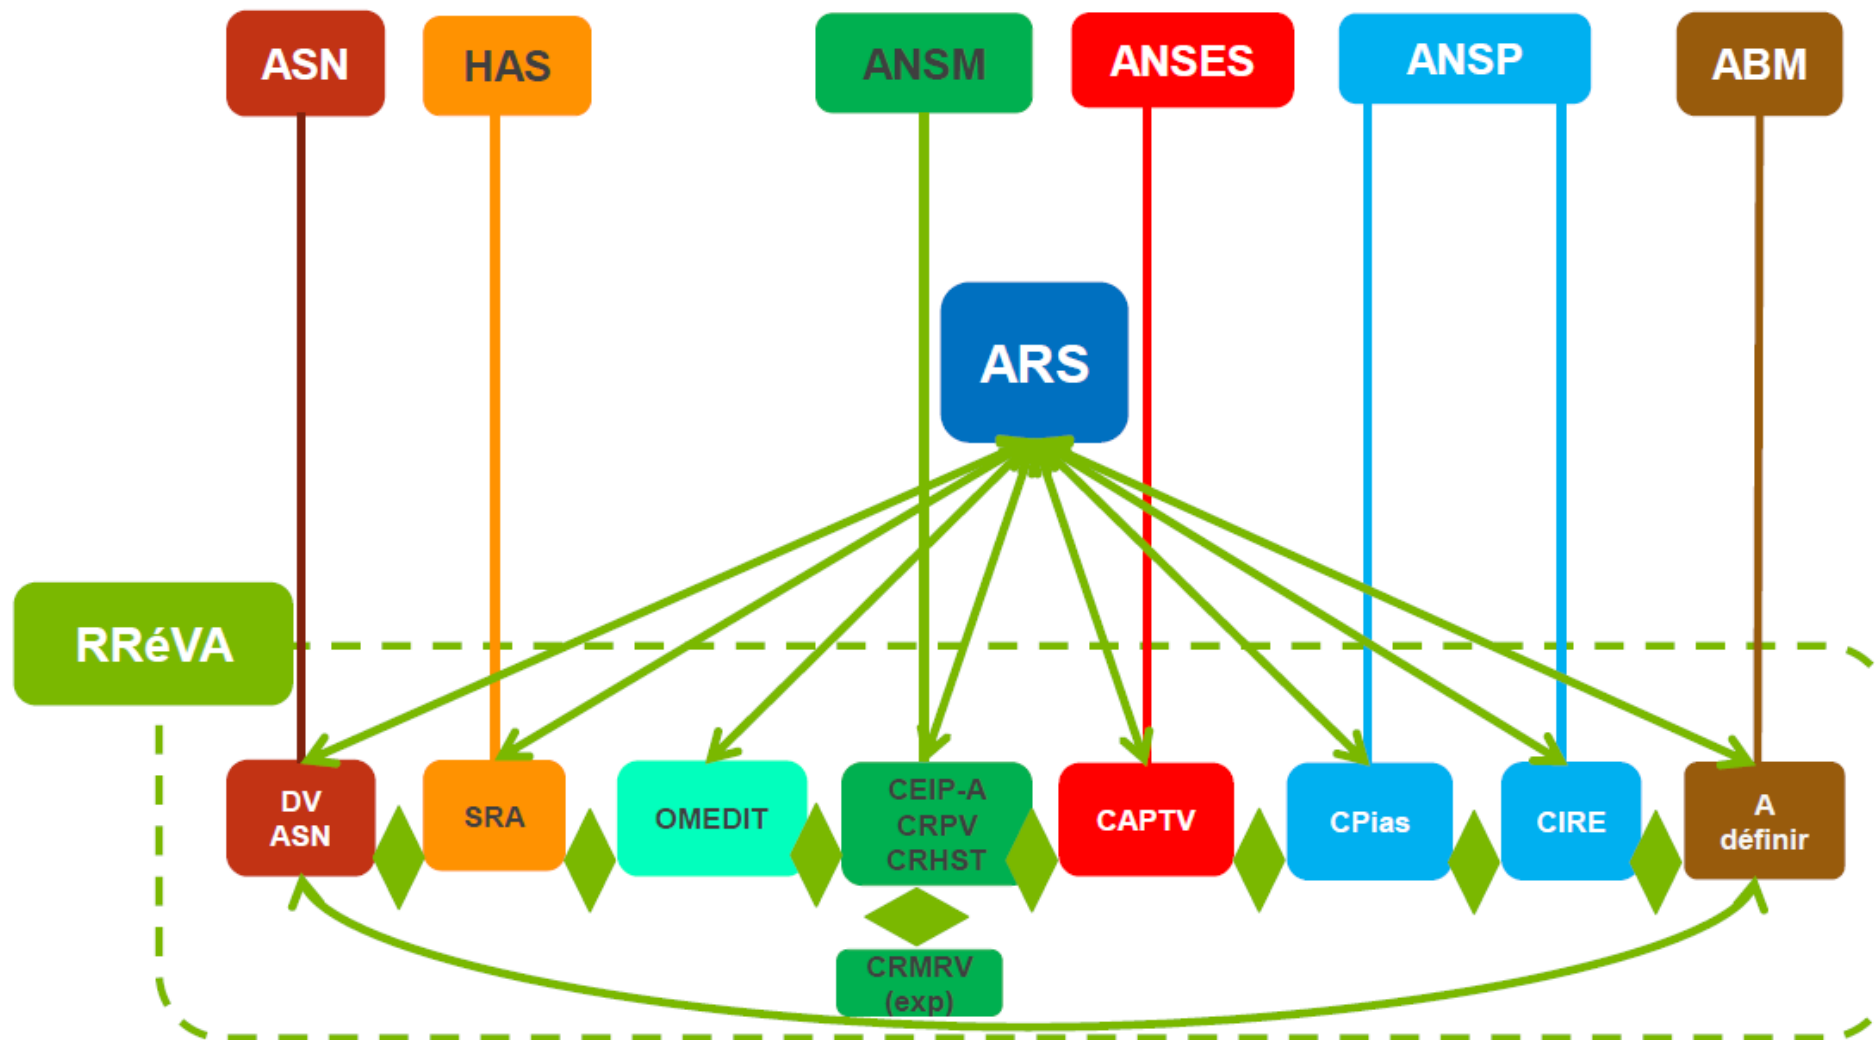 ASN
HAS
ANSM
ANSES
ANSP
ABM
ARS
RRéVA
DV
ASN
SRA
OMEDIT
CEIP-A
CRPV
CRHST
CAPTV
CPias
CIRE
A
définir
CRMRV
(exp)